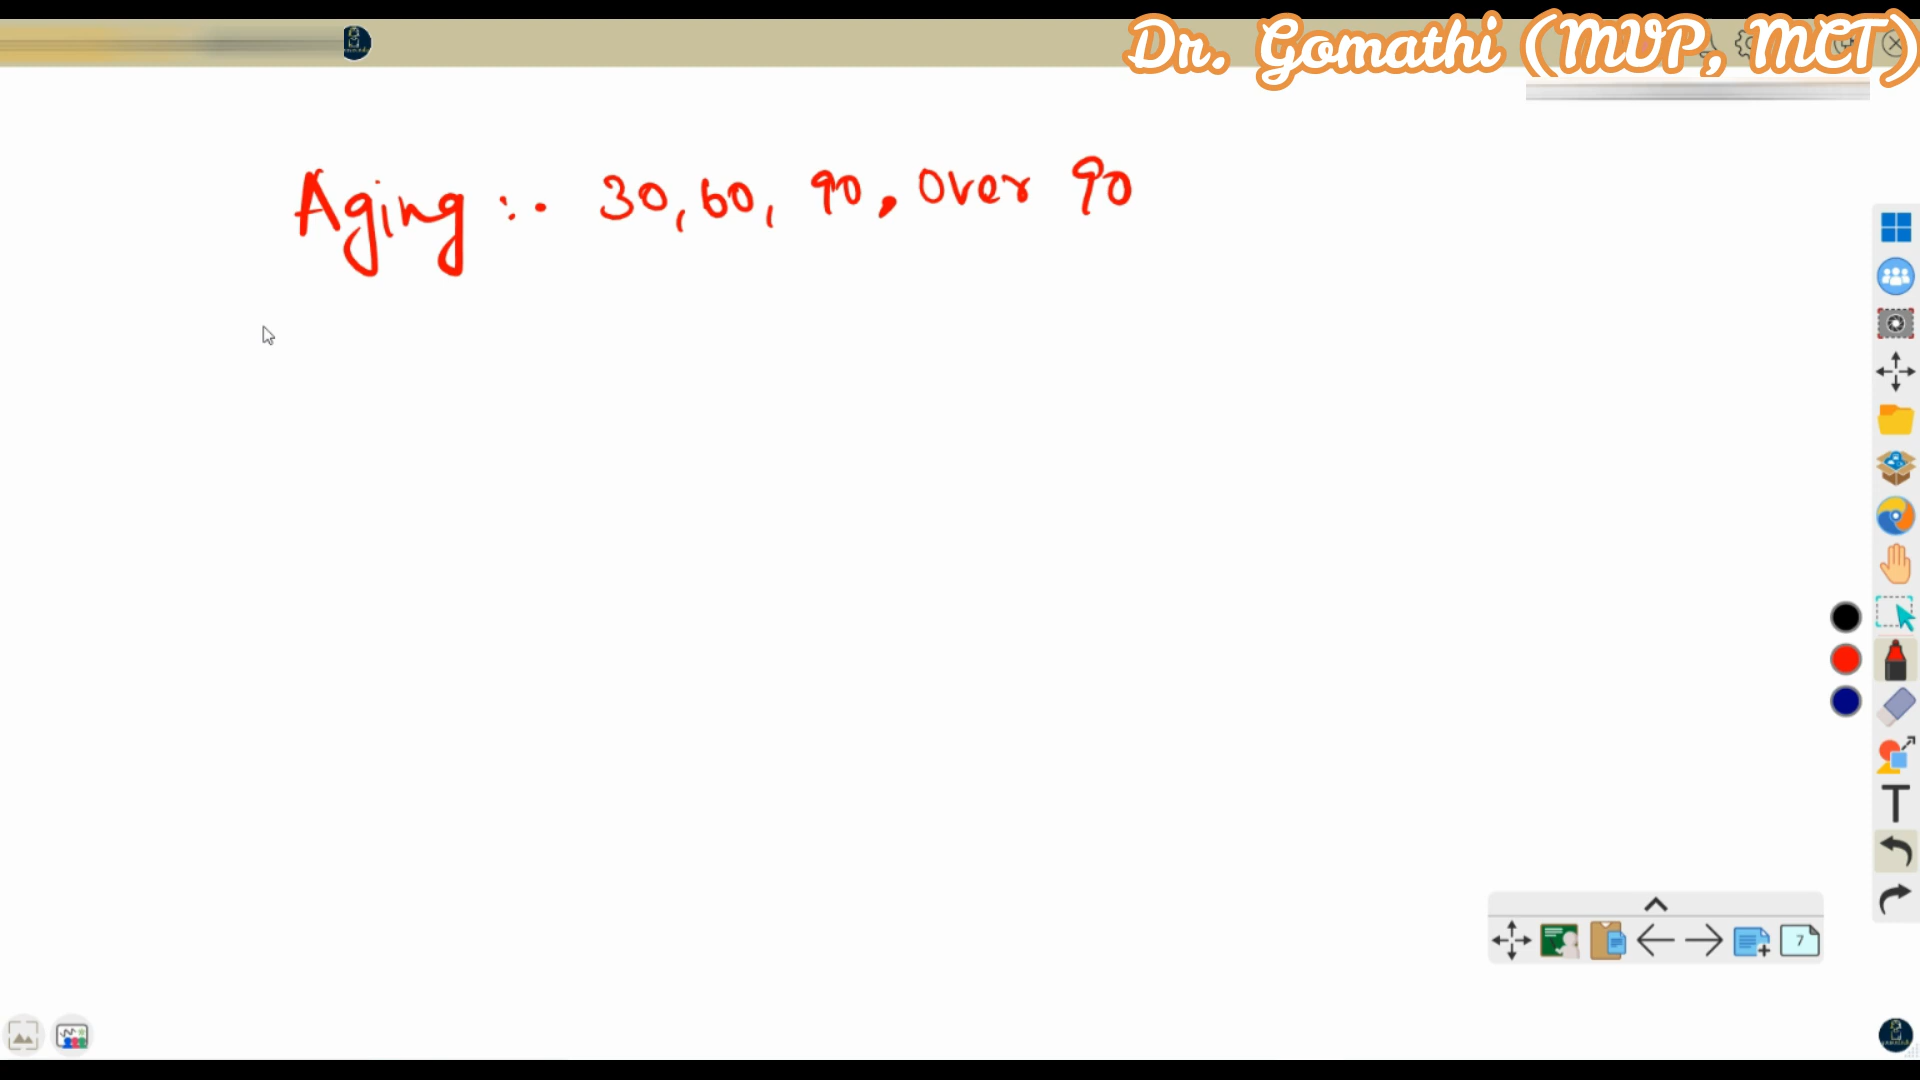 Dr. Gomathi (MVP, MCT)
Aging :- 30, 60, 90, Over 90
T
7